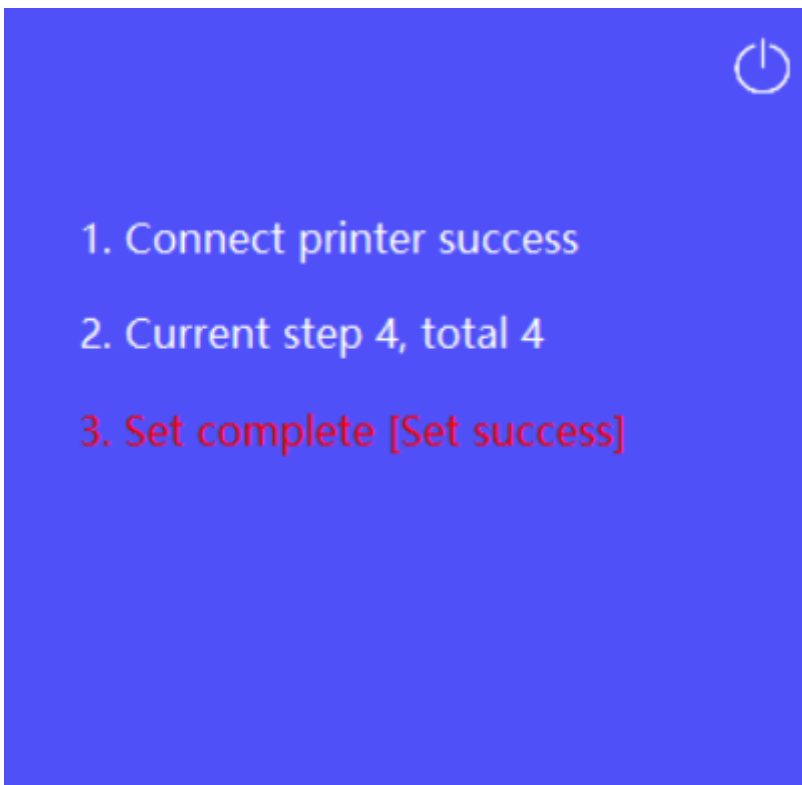 1. Connect printer success
2. Current step 4, total 4
3. Set complete [Set success]